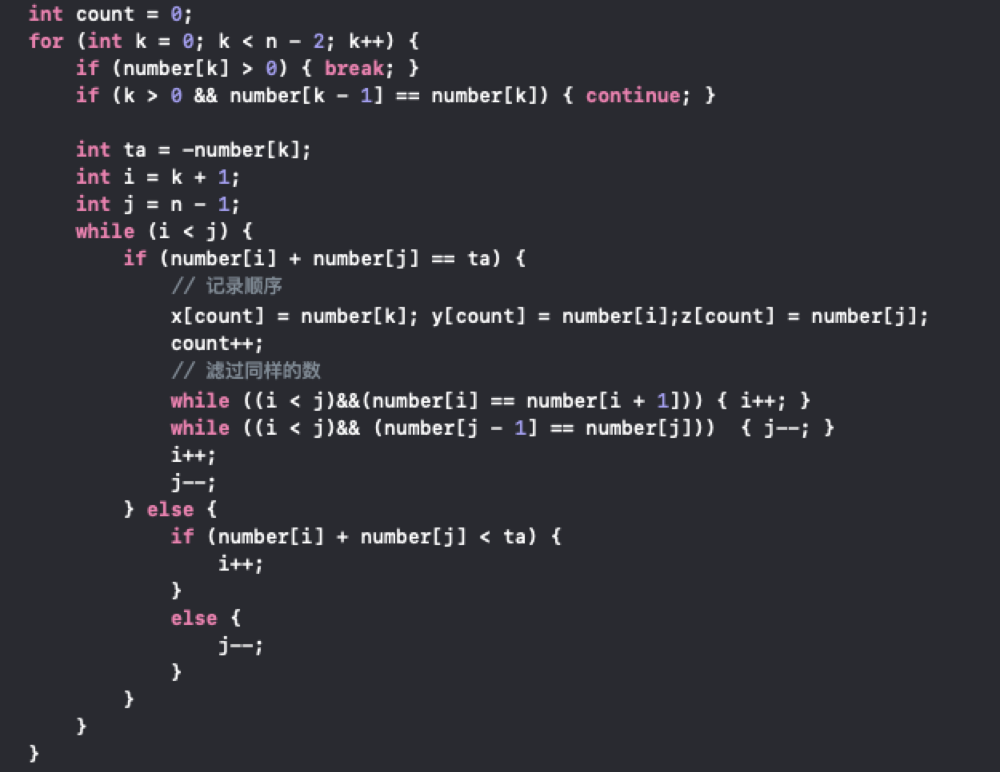 int count = 0;
for (int k = 0; k < n - 2; k++) {
if (number[k] > 0) { break; }
if (k > 0 && number[k - 1] == number[k]) { continue; }
int ta = -number[k];
int i = k + 1;
int j = n - 1;
while (i < j) {
if (number[i] + number[j] == ta) {
// 记录顺序
x[count] = number[k]; y[count] = number[i];z[count] = number[j];
count++;
// 滤过同样的数
while ((i < j)&&(number[i] == number[i + 1])) { i++; }
while ((i < j)&& (number[j - 1] == number[j]))  { j--; }
i++;
j--;
} else {
if (number[i] + number[j] < ta) {
i++;
}
else {
j--;
}
}
}
}